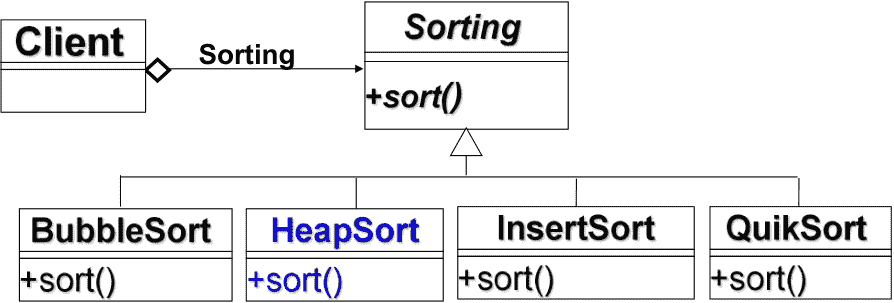 Client
Sorting
Sorting
+sort()
BubbleSort
+sort()
HeapSort
+sort()
InsertSort
+sort()
QuikSort
+sort()